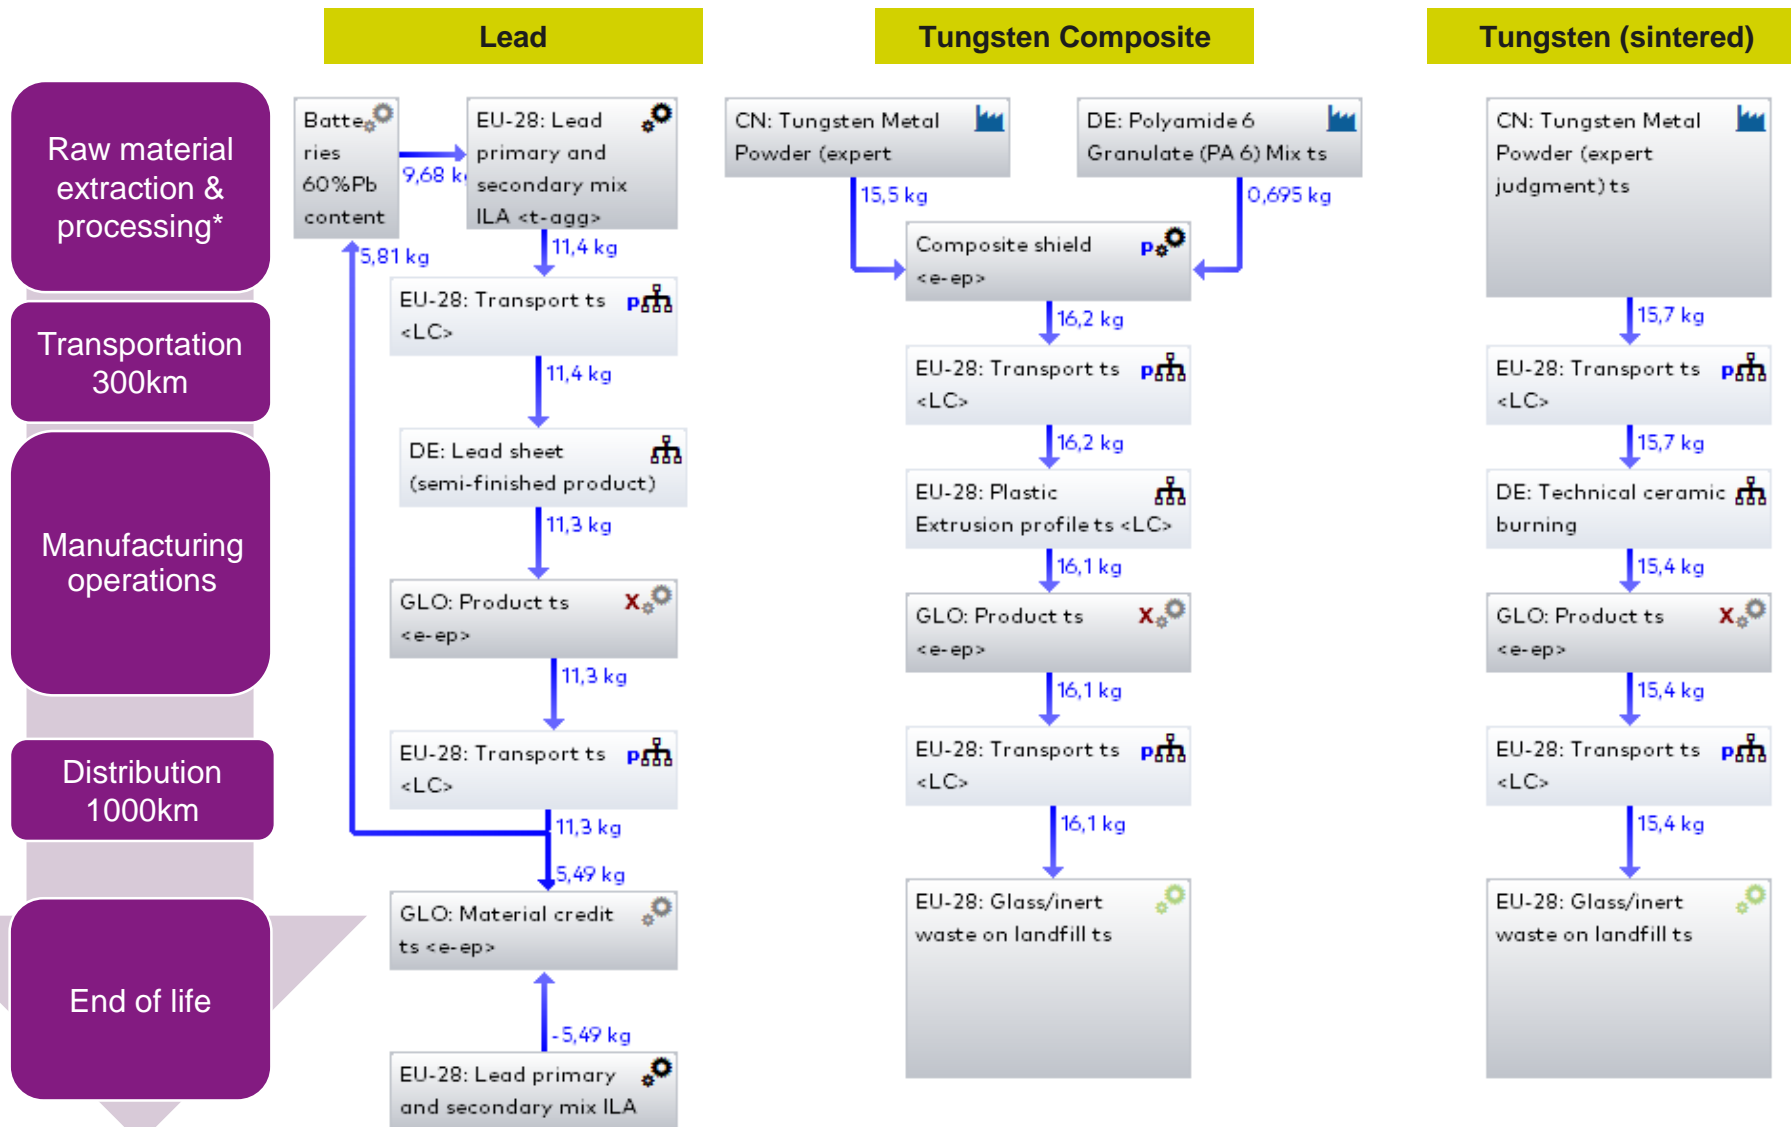 Lead
Tungsten Composite
Tungsten (sintered)
Raw material
extraction &
processing*
Transportation
300km
Manufacturing
operations
Distribution
1000km
End of life
Batte
ries
60%Pb
content
9,68 kg
EU-28: Lead
primary and
secondary mix
ILA <t-agg>
5,81 kg
11,4 kg
EU-28: Transport ts
<LC>
p
11,4 kg
DE: Lead sheet
(semi-finished product)
11,3 kg
GLO: Product ts
<e-ep>
X
11,3 kg
EU-28: Transport ts
<LC>
p
11,3 kg
5,49 kg
GLO: Material credit
ts <e-ep>
-5,49 kg
EU-28: Lead primary
and secondary mix ILA
CN: Tungsten Metal
Powder (expert
DE: Polyamide 6
Granulate (PA 6) Mix ts
15,5 kg
0,695 kg
Composite shield
<e-ep>
p
16,2 kg
EU-28: Transport ts
<LC>
p
16,2 kg
EU-28: Plastic
Extrusion profile ts <LC>
16,1 kg
GLO: Product ts
<e-ep>
X
16,1 kg
EU-28: Transport ts
<LC>
p
16,1 kg
EU-28: Glass/inert
waste on landfill ts
CN: Tungsten Metal
Powder (expert
judgment) ts
15,7 kg
EU-28: Transport ts
<LC>
p
15,7 kg
DE: Technical ceramic
burning
15,4 kg
GLO: Product ts
<e-ep>
X
15,4 kg
EU-28: Transport ts
<LC>
p
15,4 kg
EU-28: Glass/inert
waste on landfill ts